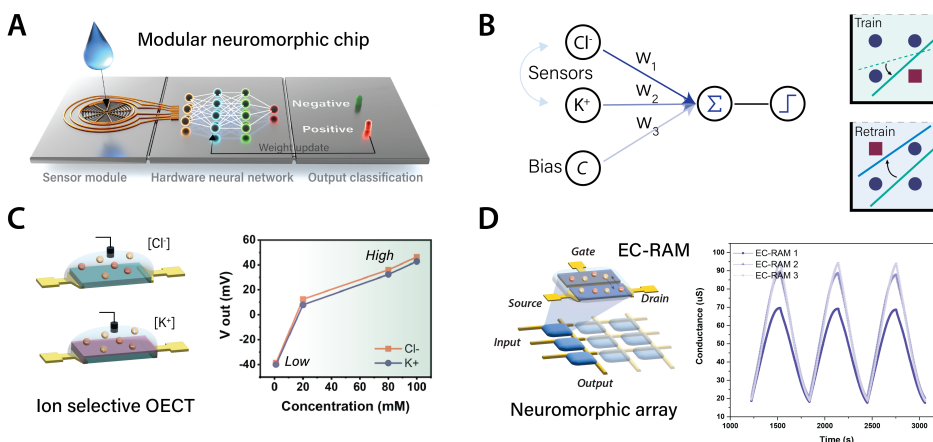 A
Modular neuromorphic chip
Negative
Positive
Weight update
Sensor module
Hardware neural network
Output classification
B
Cl-
Sensors
K+
Bias
C
W1
W2
W3
Σ
Train
Retrain
C
[Cl-]
[K+]
Ion selective OECT
V out (mV)
60
40
20
0
-20
-40
High
Low
Cl-
K+
0 20 40 60 80 100
Concentration (mM)
D
Gate
EC-RAM
Source
Drain
Input
Output
Neuromorphic array
Conductance (uS)
100
90
80
70
60
50
40
30
20
10
EC-RAM 1
EC-RAM 2
EC-RAM 3
1000 1500 2000 2500 3000
Time (s)